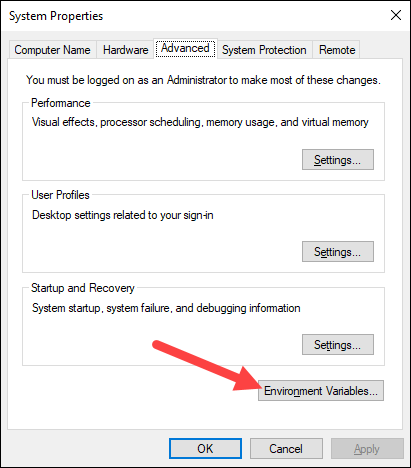 System Properties
Computer Name Hardware Advanced System Protection Remote
You must be logged on as an Administrator to make most of these changes.
Performance
Visual effects, processor scheduling, memory usage, and virtual memory
Settings...
User Profiles
Desktop settings related to your sign-in
Settings...
Startup and Recovery
System startup, system failure, and debugging information
Settings...
Environment Variables...
OK Cancel Apply